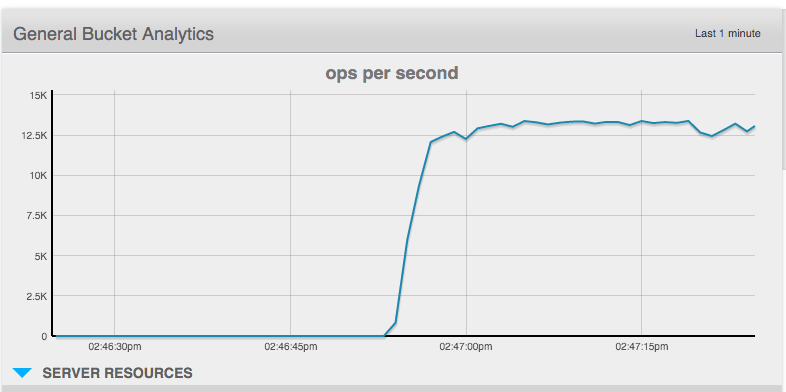 General Bucket Analytics
Last 1 minute
ops per second
15K
12.5K
10K
7.5K
5K
2.5K
0
02:46:30pm 02:46:45pm 02:47:00pm 02:47:15pm
SERVER RESOURCES